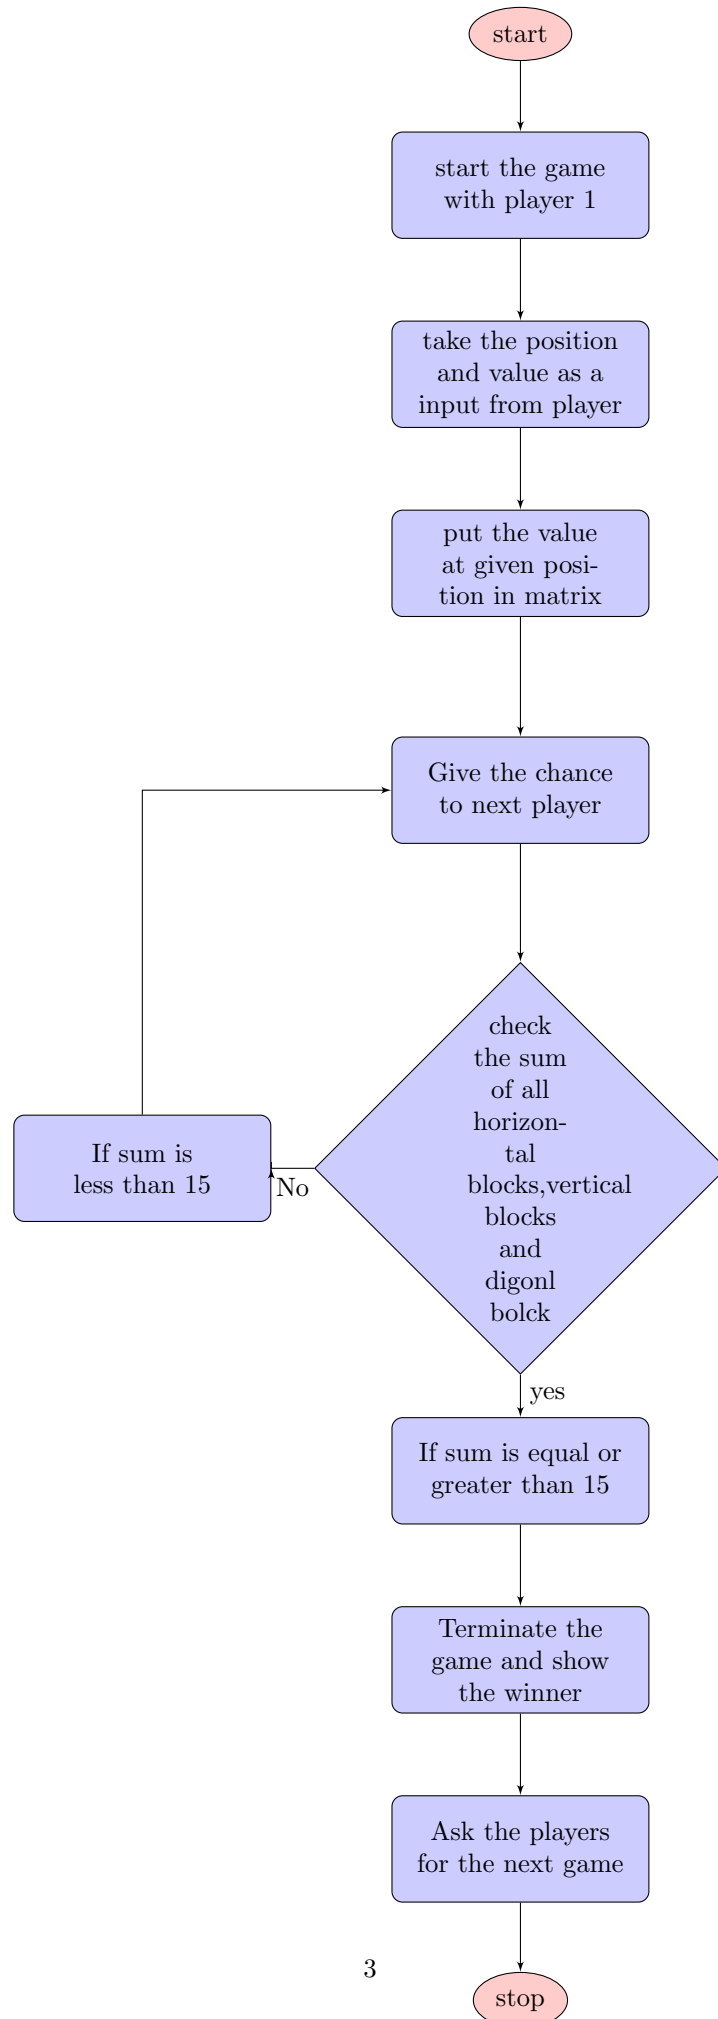 start
start the game
with player 1
take the position
and value as a
input from player
put the value
at given posi-
tion in matrix
Give the chance
to next player
check
the sum
of all
horizon-
tal
blocks,vertical
blocks
and
digonl
bolck
If sum is
less than 15
No
yes
If sum is equal or
greater than 15
Terminate the
game and show
the winner
Ask the players
for the next game
3
stop